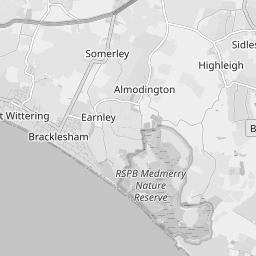 Somerley
Sidles
Highleigh
Almodington
t Wittering
Earnley
Bracklesham
B
RSPB Medmerry
Nature
Reserve